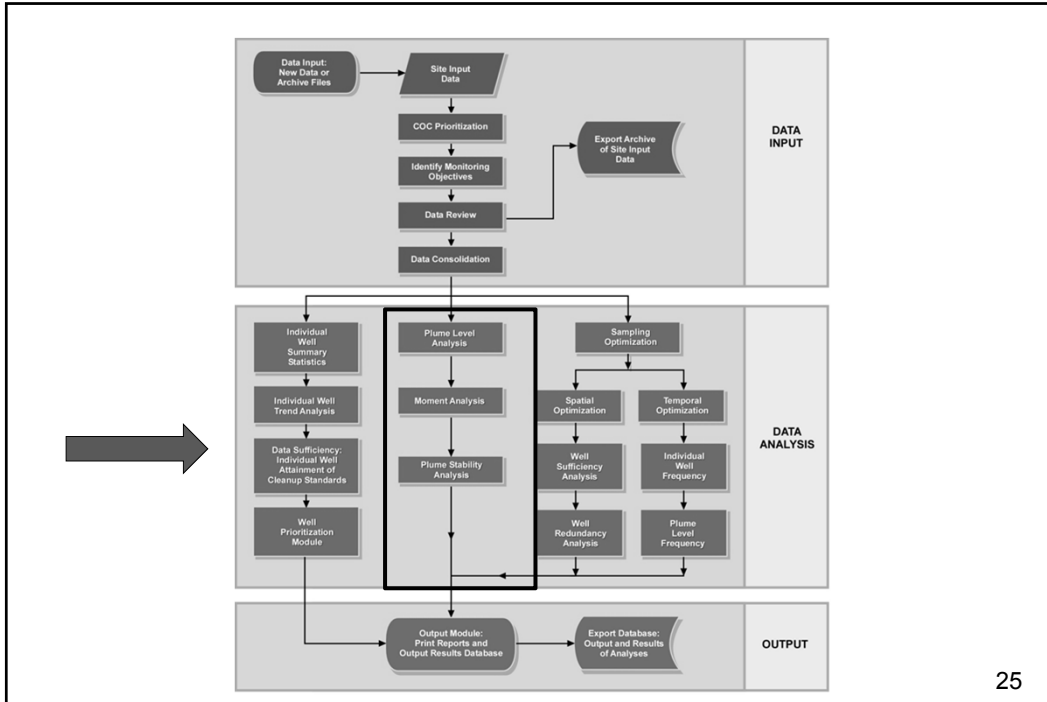 Data Input:
New Data or
Archive Files
Site Input
Data
COC Prioritization
Identify Monitoring
Objectives
Data Review
Data Consolidation
Export Archive
of Site Input
Data
DATA
INPUT
Individual
Well
Summary
Statistics
Individual Well
Trend Analysis
Data Sufficiency:
Individual Well
Attainment of
Cleanup Standards
Well
Prioritization
Module
Plume Level
Analysis
Moment Analysis
Plume Stability
Analysis
Sampling
Optimization
Spatial
Optimization
Well
Sufficiency
Analysis
Well
Redundancy
Analysis
Temporal
Optimization
Individual
Well
Frequency
Plume
Level
Frequency
DATA
ANALYSIS
Output Module:
Print Reports and
Output Results Database
Export Database:
Output and Results
of Analyses
OUTPUT
25